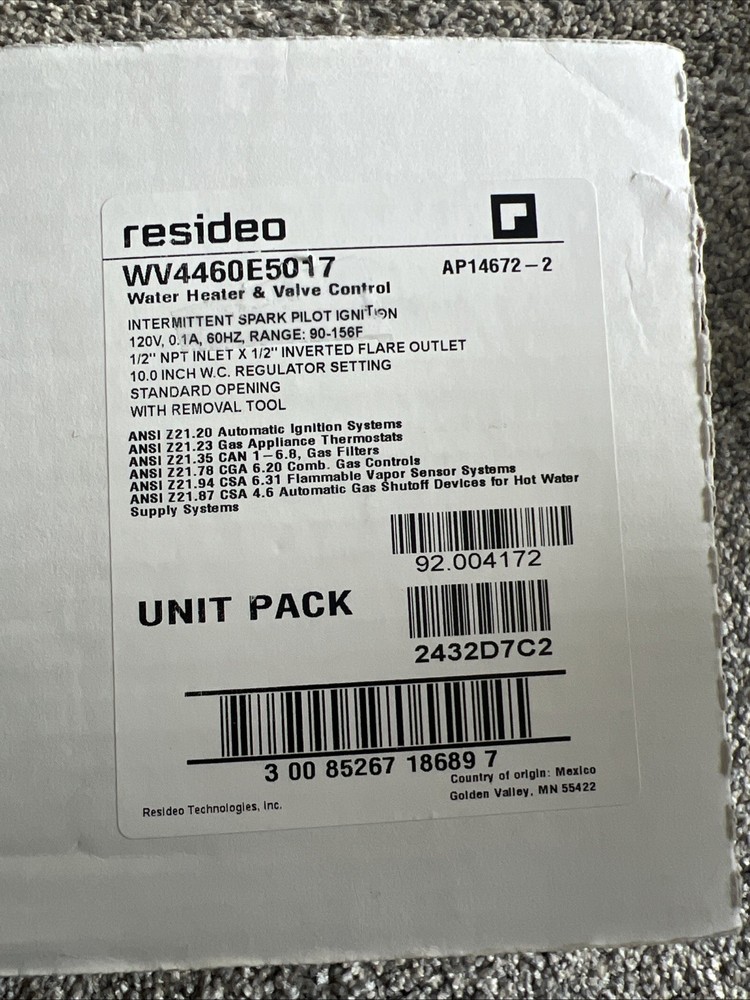 resideo
WV4460E5017
AP14672-2
Water Heater & Valve Control
INTERMITTENT SPARK PILOT IGNITION
120V, 0.1A, 60HZ, RANGE: 90-156F
1/2" NPT INLET X 1/2" INVERTED FLARE OUTLET
10.0 INCH W.C. REGULATOR SETTING
STANDARD OPENING
WITH REMOVAL TOOL
ANSI Z21.20 Automatic Ignition Systems
ANSI Z21.23 Gas Appliance Thermostats
ANSI Z21.35 CAN 1-6.8, Gas Filters
ANSI Z21.78 CGA 6.20 Comb. Gas Controls
ANSI Z21.94 CSA 6.31 Flammable Vapor Sensor Systems
ANSI Z21.87 CSA 4.6 Automatic Gas Shutoff Devices for Hot Water
Supply Systems
92.004172
UNIT PACK
2432D7C2
3 00 85267 18689 7
Country of origin: Mexico
Golden Valley, MN 55422
Resideo Technologies, Inc.